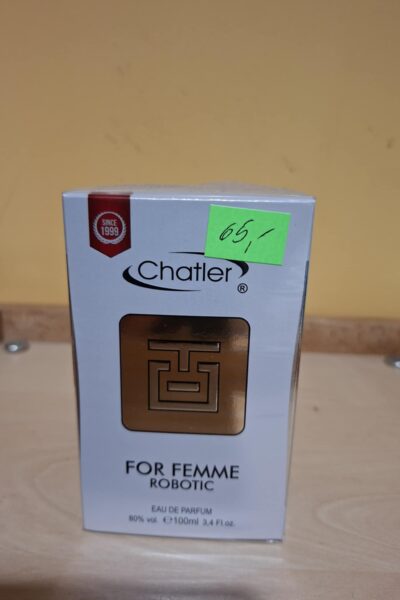 SINCE
1999
65,-
Chatler ®
FOR FEMME
ROBOTIC
EAU DE PARFUM
80% vol. ℮100ml 3,4 Fl.oz.